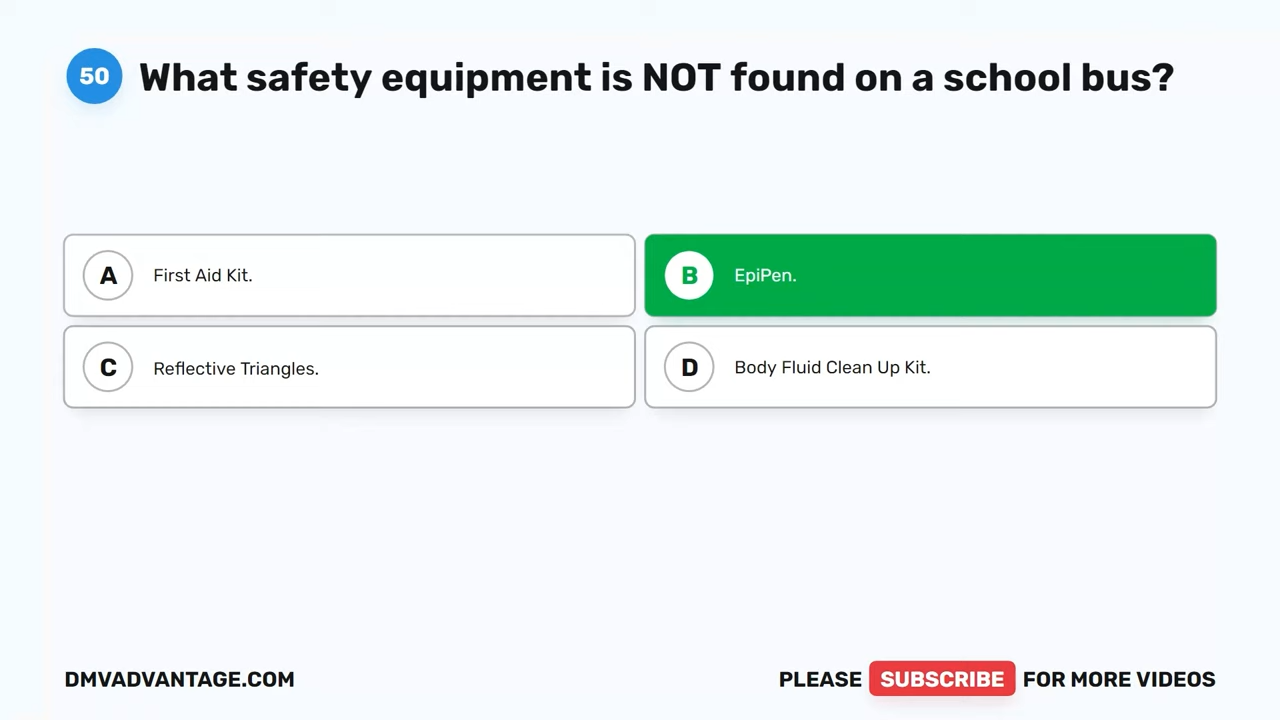 50 What safety equipment is NOT found on a school bus?
A First Aid Kit.
B EpiPen.
C Reflective Triangles.
D Body Fluid Clean Up Kit.
DMVADVANTAGE.COM
PLEASE SUBSCRIBE FOR MORE VIDEOS